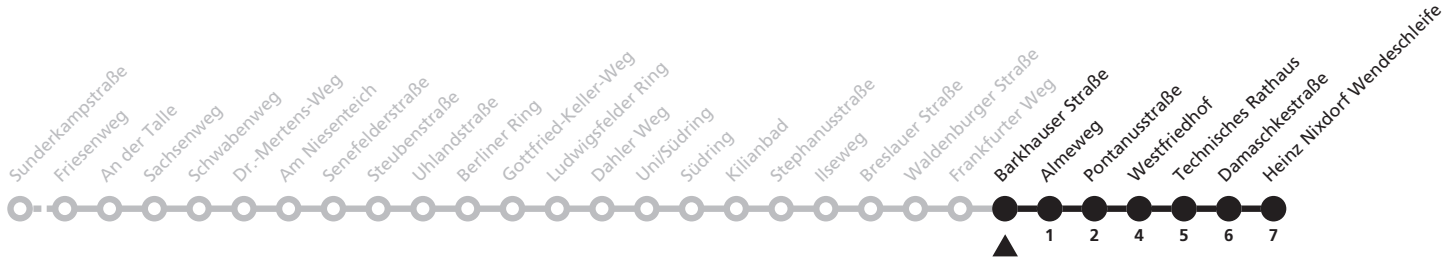 Sunderkampstraße
Friesenweg
An der Talle
Sachsenweg
Schwabenweg
Dr.-Mertens-Weg
Am Niesenteich
Senefelderstraße
Steubenstraße
Uhlandstraße
Berliner Ring
Gottfried-Keller-Weg
Ludwigsfelder Ring
Dahler Weg
Uni/Südring
Südring
Kilianbad
Stephanusstraße
Ilseweg
Breslauer Straße
Waldenburger Straße
Frankfurter Weg
Barkhauser Straße
Almeweg
Pontanusstraße
Westfriedhof
Technisches Rathaus
Damaschkestraße
Heinz Nixdorf Wendeschleife
1 2 4 5 6 7